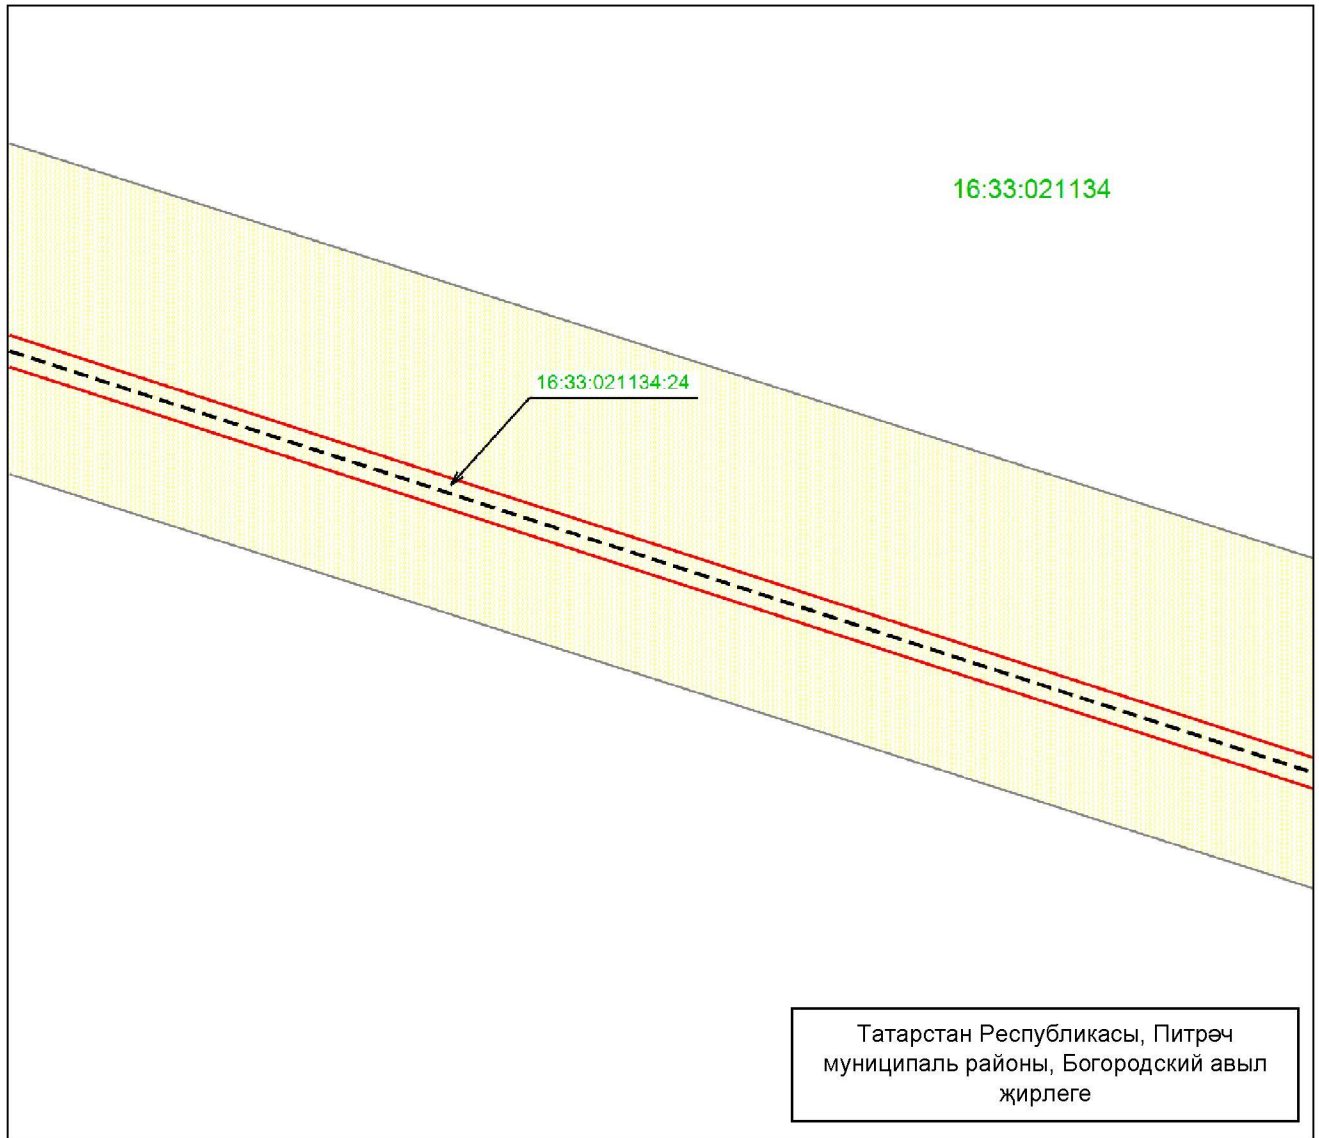 16:33:021134
16:33:021134:24
Татарстан Республикасы, Питрәч
муниципаль районы, Богородский авыл
җирлеге